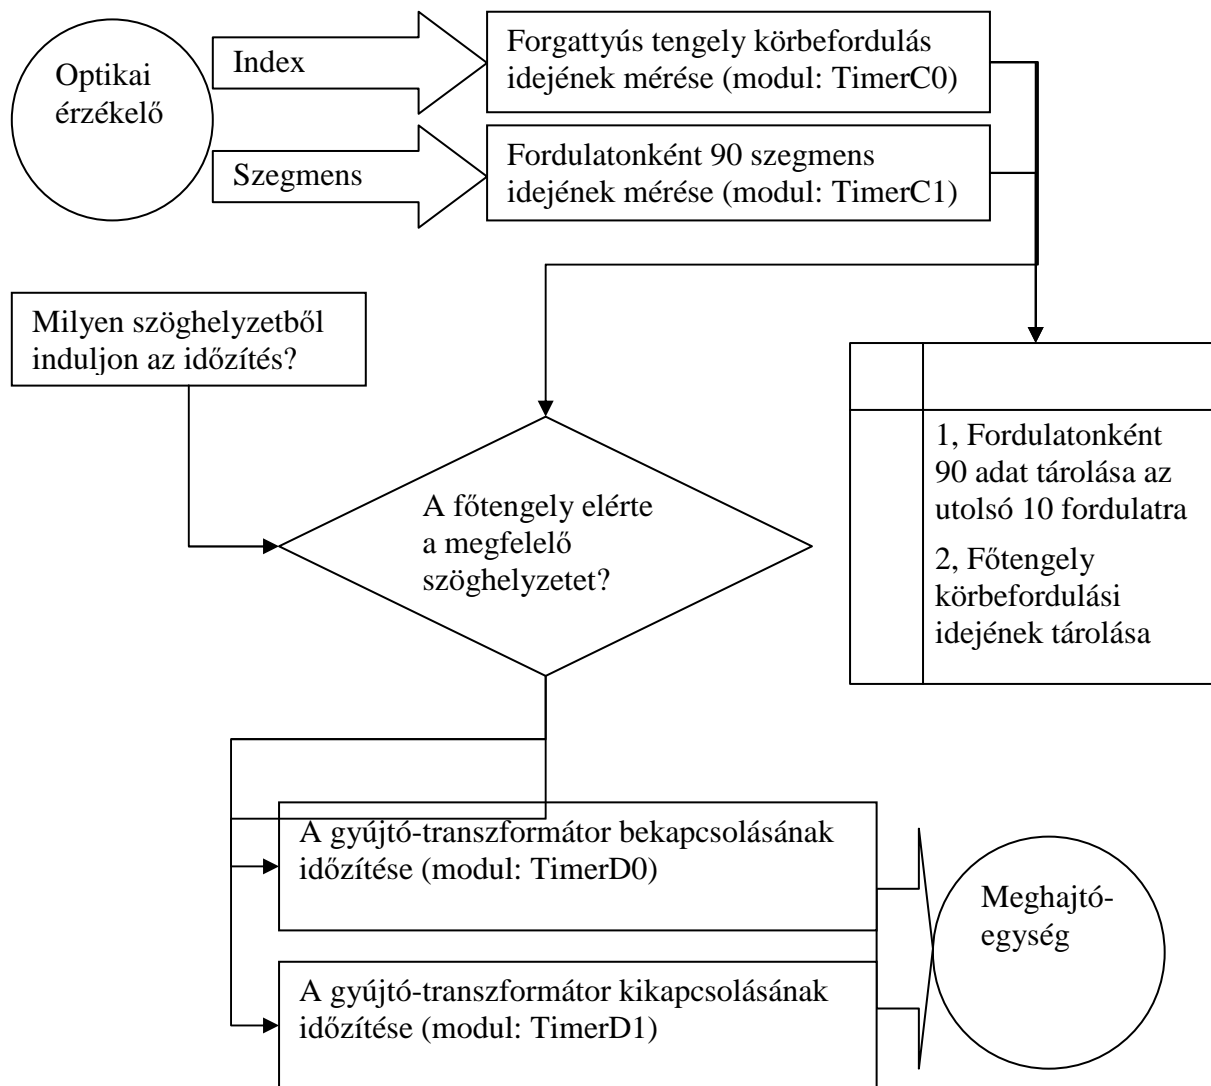 Optikai
érzékelő
Index
Forgattyús tengely körbefordulás
idejének mérése (modul: TimerC0)
Szegmens
Fordulatonként 90 szegmens
idejének mérése (modul: TimerC1)
Milyen szöghelyzetből
induljon az időzítés?
A főtengely elérte
a megfelelő
szöghelyzetet?
1, Fordulatonként
90 adat tárolása az
utolsó 10 fordulatra
2, Főtengely
körbefordulási
idejének tárolása
A gyújtó-transzformátor bekapcsolásának
időzítése (modul: TimerD0)
A gyújtó-transzformátor kikapcsolásának
időzítése (modul: TimerD1)
Meghajtó-
egység